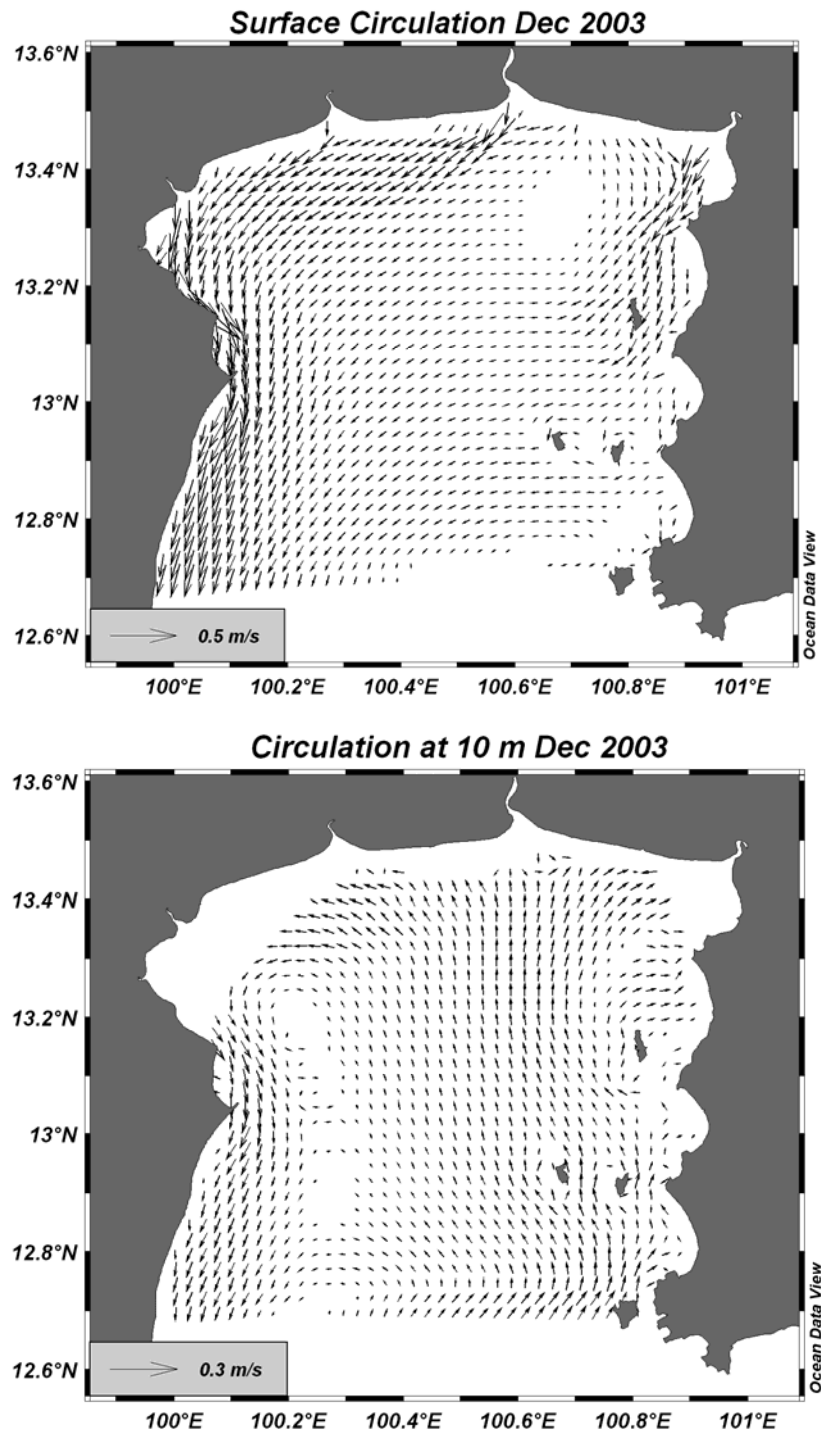 Surface Circulation Dec 2003
13.6°N
13.4°N
13.2°N
13°N
12.8°N
12.6°N
0.5 m/s
Ocean Data View
100°E 100.2°E 100.4°E 100.6°E 100.8°E 101°E
Circulation at 10 m Dec 2003
13.6°N
13.4°N
13.2°N
13°N
12.8°N
12.6°N
0.3 m/s
Ocean Data View
100°E 100.2°E 100.4°E 100.6°E 100.8°E 101°E